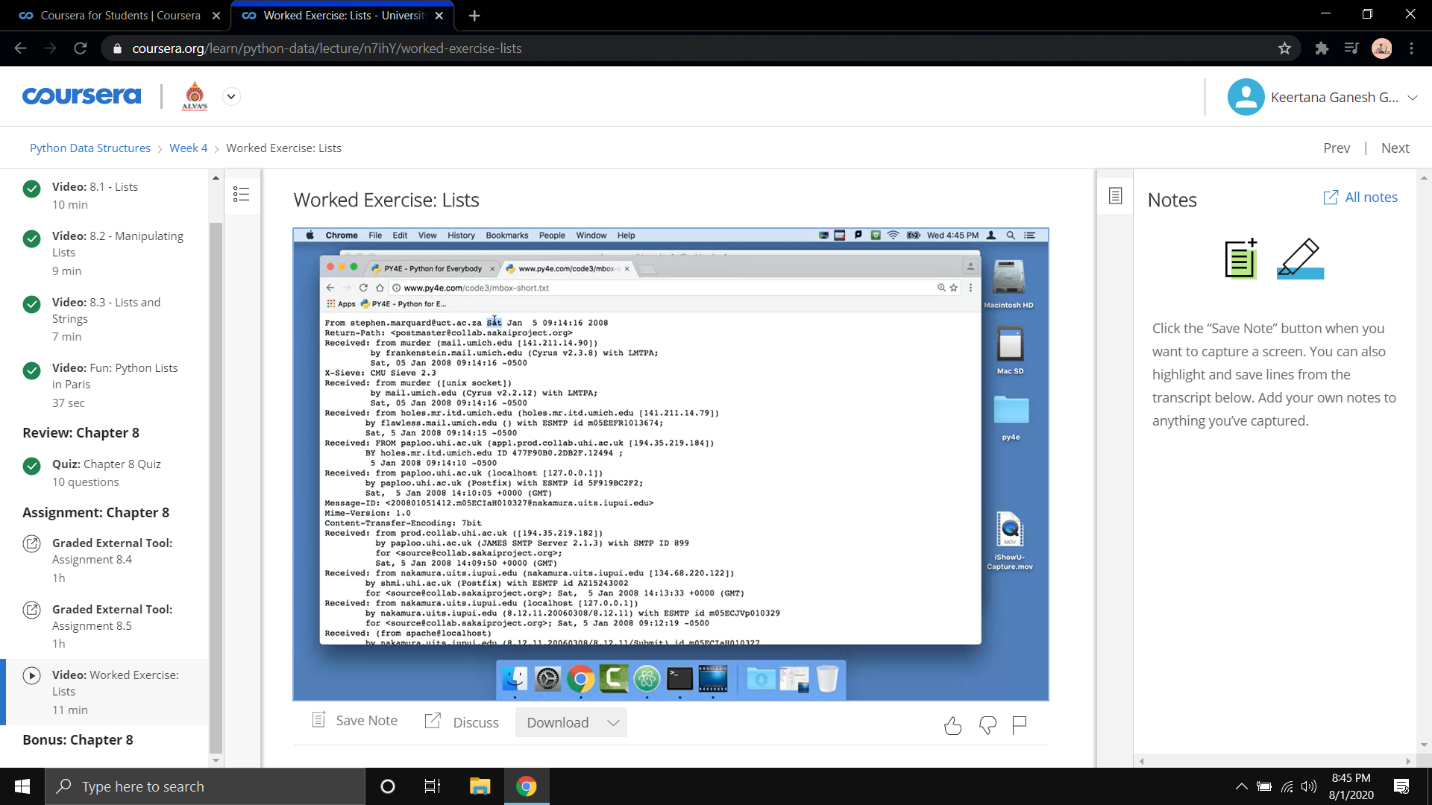 Coursera for Students | Coursera
Worked Exercise: Lists - University
coursera.org/learn/python-data/lecture/n7ihY/worked-exercise-lists
coursera
ALVA'S
Keertana Ganesh G...
Python Data Structures > Week 4 > Worked Exercise: Lists
Prev | Next
Video: 8.1 - Lists
10 min
Video: 8.2 - Manipulating
Lists
9 min
Video: 8.3 - Lists and
Strings
7 min
Video: Fun: Python Lists
in Paris
37 sec
Review: Chapter 8
Quiz: Chapter 8 Quiz
10 questions
Assignment: Chapter 8
Graded External Tool:
Assignment 8.4
1h
Graded External Tool:
Assignment 8.5
1h
Video: Worked Exercise:
Lists
11 min
Bonus: Chapter 8
Worked Exercise: Lists
Chrome File Edit View History Bookmarks People Window Help
Wed 4:45 PM
PY4E - Python for Everybody
www.py4e.com/code3/mbox-s
www.py4e.com/code3/mbox-short.txt
Apps PY4E - Python for E...
From stephen.marquard@uct.ac.za Sat Jan  5 09:14:16 2008
Return-Path: <postmaster@collab.sakaiproject.org>
Received: from murder (mail.umich.edu [141.211.14.90])
by frankenstein.mail.umich.edu (Cyrus v2.3.8) with LMTPA;
Sat, 05 Jan 2008 09:14:16 -0500
X-Sieve: CMU Sieve 2.3
Received: from murder ([unix socket])
by mail.umich.edu (Cyrus v2.2.12) with LMTPA;
Sat, 05 Jan 2008 09:14:16 -0500
Received: from holes.mr.itd.umich.edu (holes.mr.itd.umich.edu [141.211.14.79])
by flawless.mail.umich.edu () with ESMTP id m05EEFR1013674;
Sat, 5 Jan 2008 09:14:15 -0500
Received: FROM paploo.uhi.ac.uk (app1.prod.collab.uhi.ac.uk [194.35.219.184])
BY holes.mr.itd.umich.edu ID 477F90B0.2DB2F.12494 ;
5 Jan 2008 09:14:10 -0500
Received: from paploo.uhi.ac.uk (localhost [127.0.0.1])
by paploo.uhi.ac.uk (Postfix) with ESMTP id 5F919BC2F2;
Sat,  5 Jan 2008 14:10:05 +0000 (GMT)
Message-ID: <200801051412.m05ECIaH010327@nakamura.uits.iupui.edu>
Mime-Version: 1.0
Content-Transfer-Encoding: 7bit
Received: from prod.collab.uhi.ac.uk ([194.35.219.182])
by paploo.uhi.ac.uk (JAMES SMTP Server 2.1.3) with SMTP ID 899
for <source@collab.sakaiproject.org>;
Sat, 5 Jan 2008 14:09:50 +0000 (GMT)
Received: from nakamura.uits.iupui.edu (nakamura.uits.iupui.edu [134.68.220.122])
by shmi.uhi.ac.uk (Postfix) with ESMTP id A215243002
for <source@collab.sakaiproject.org>; Sat,  5 Jan 2008 14:13:33 +0000 (GMT)
Received: from nakamura.uits.iupui.edu (localhost [127.0.0.1])
by nakamura.uits.iupui.edu (8.12.11.20060308/8.12.11) with ESMTP id m05ECJVp010329
for <source@collab.sakaiproject.org>; Sat, 5 Jan 2008 09:12:19 -0500
Received: (from apache@localhost)
by nakamura.uits.iupui.edu (8.12.11.20060308/8.12.11/Submit) id m05ECIaH010327
Macintosh HD
Mac SD
py4e
MOV
iShowU-
Capture.mov
Save Note
Discuss
Download
Notes
All notes
Click the “Save Note” button when you
want to capture a screen. You can also
highlight and save lines from the
transcript below. Add your own notes to
anything you’ve captured.
Type here to search
8:45 PM
8/1/2020